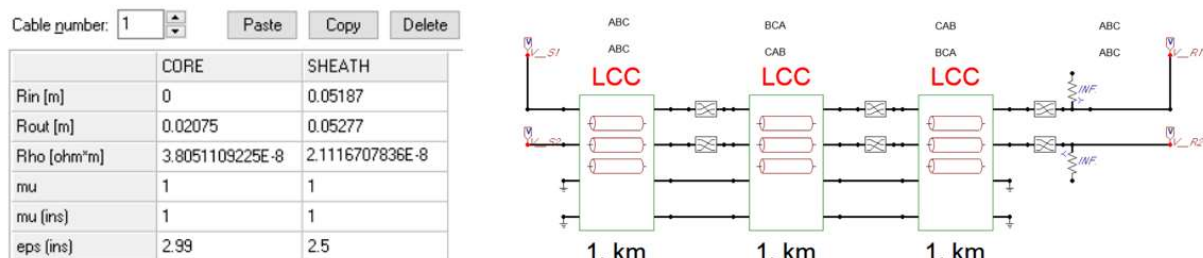 Cable number: 1 Paste Copy Delete
CORE SHEATH
Rin [m] 0 0.05187
Rout [m] 0.02075 0.05277
Rho [ohm*m] 3.8051109225E-8 2.1116707836E-8
mu 1 1
mu (ins) 1 1
eps (ins) 2.99 2.5
ABC BCA CAB ABC
ABC CAB BCA ABC
V V
V_S1 V_R1
LCC LCC LCC
INF.
V V
V_S2 V_R2
INF.
1. km 1. km 1. km